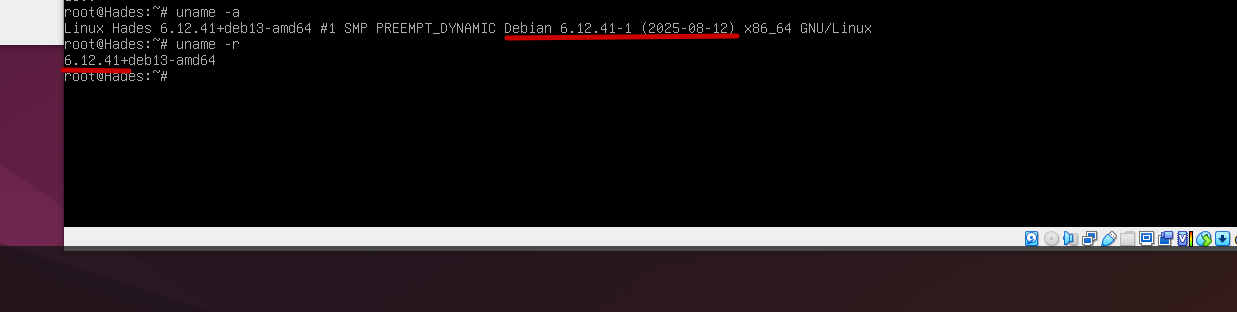 root@Hades:~# uname -a
Linux Hades 6.12.41+deb13-amd64 #1 SMP PREEMPT_DYNAMIC Debian 6.12.41-1 (2025-08-12) x86_64 GNU/Linux
root@Hades:~# uname -r
6.12.41+deb13-amd64
root@Hades:~#